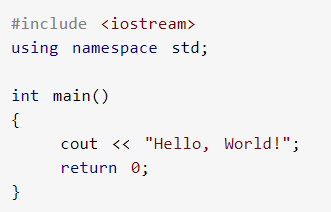 #include <iostream>
using namespace std;

int main()
{
    cout << "Hello, World!";
    return 0;
}